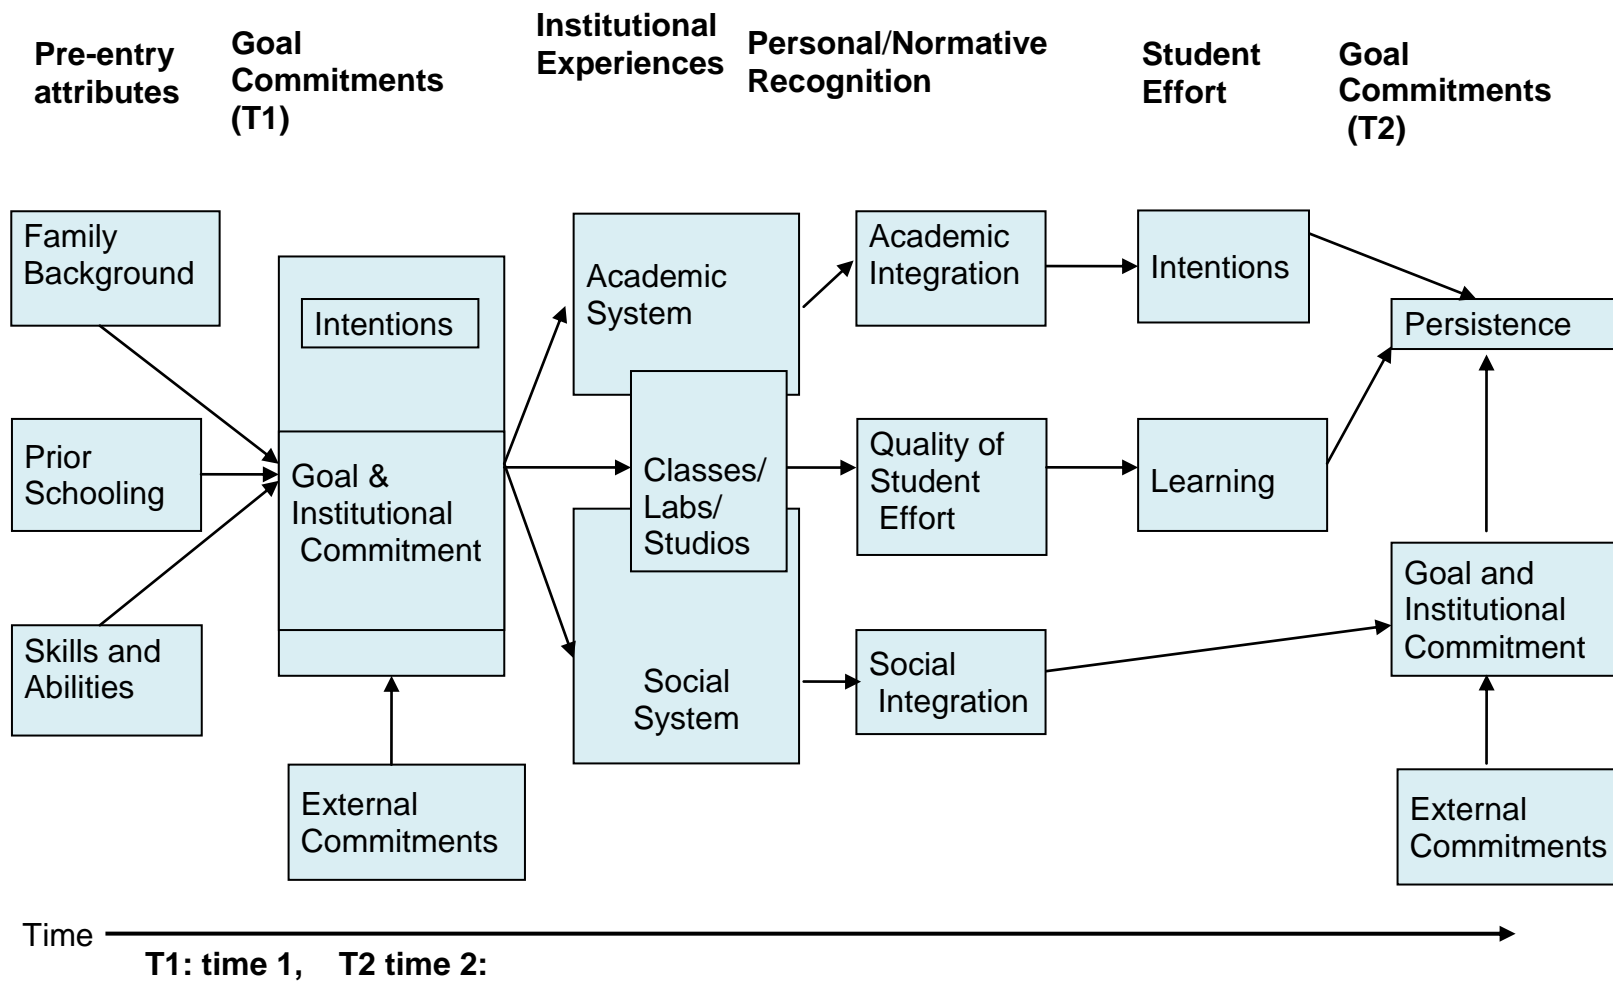 Pre-entry
attributes
Goal
Commitments
(T1)
Institutional
Experiences
Personal/Normative
Recognition
Student
Effort
Goal
Commitments
(T2)
Family
Background
Prior
Schooling
Skills and
Abilities
Intentions
Goal &
Institutional
Commitment
External
Commitments
Academic
System
Classes/
Labs/
Studios
Social
System
Academic
Integration
Quality of
Student
Effort
Social
Integration
Intentions
Learning
Persistence
Goal and
Institutional
Commitment
External
Commitments
Time
T1: time 1, T2 time 2: